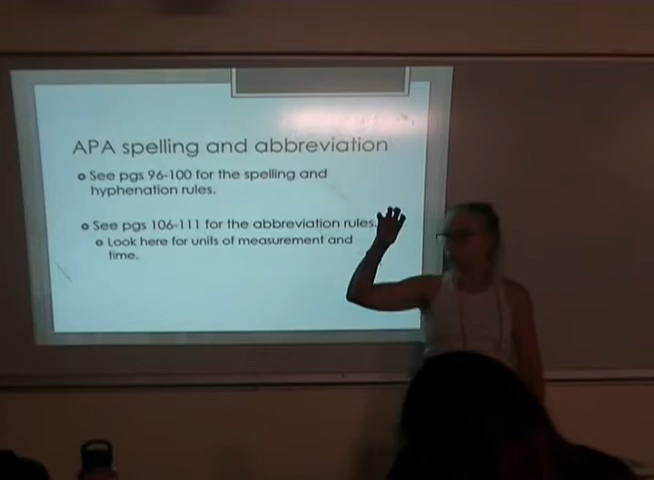 APA spelling and abbreviation
See pgs 96-100 for the spelling and
hyphenation rules.
See pgs 106-111 for the abbreviation rules.
Look here for units of measurement and
time.